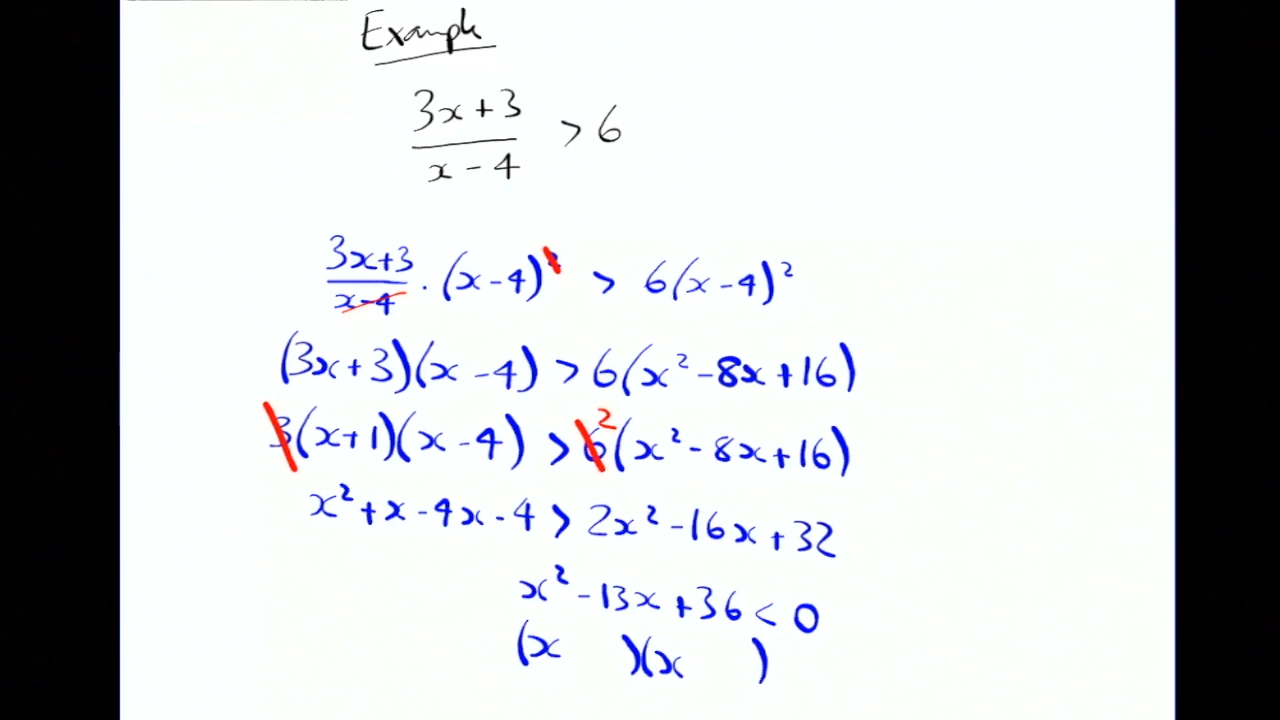 Example
3x+3
x-4
> 6
3x+3
x-4
. (x-4)² > 6(x-4)²
(3x+3)(x-4) > 6(x²-8x+16)
3(x+1)(x-4) > 6 2 (x²-8x+16)
x²+x-4x-4 > 2x²-16x+32
x²-13x+36 < 0
(x )(x )